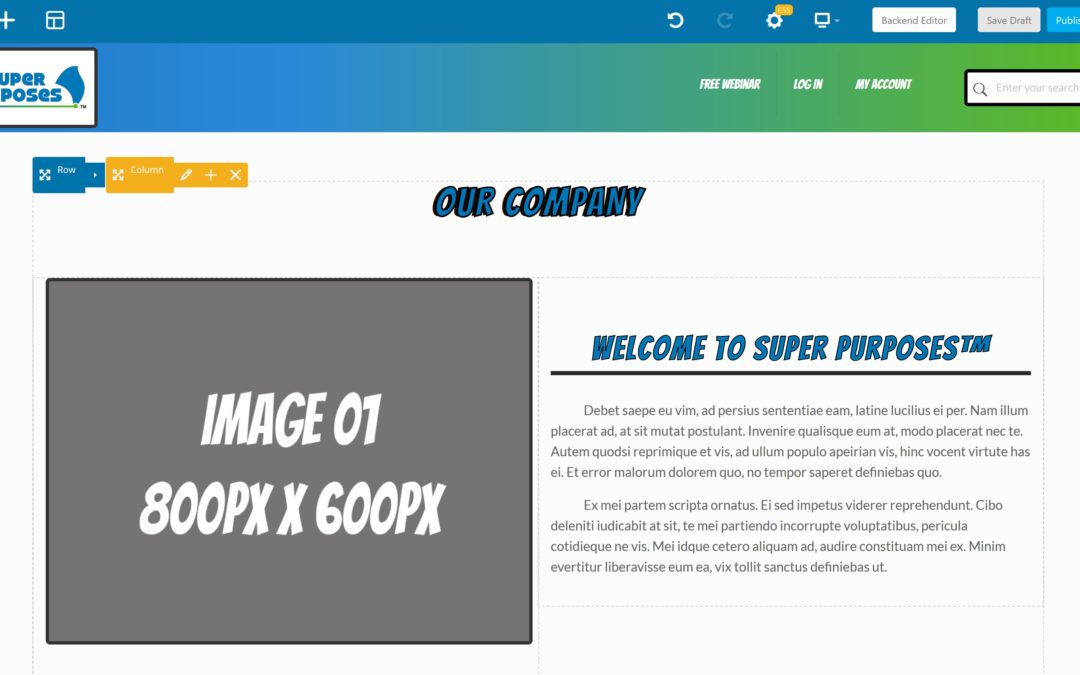 CSS
Backend Editor
Save Draft
SUPER
POSES
™
FREE WEBINAR
LOG IN
MY ACCOUNT
Enter your search
Row
Column
OUR COMPANY
IMAGE 01
800PX X 600PX
WELCOME TO SUPER PURPOSES™
Debet saepe eu vim, ad persius sententiae eam, latine lucilius ei per. Nam illum
placerat ad, at sit mutat postulant. Invenire qualisque eum at, modo placerat nec te.
Autem quodsi reprimique et vis, ad ullum populo apeirian vis, hinc vocent virtute has
ei. Et error malorum dolorem quo, no tempor saperet definiebas quo.
Ex mei partem scripta ornatus. Ei sed impetus viderer reprehendunt. Cibo
deleniti iudicabit at sit, te mei partiendo incorrupte voluptatibus, pericula
cotidieque ne vis. Mei idque cetero aliquam ad, audire constituam mei ex. Minim
evertitur liberavisse eum ea, vix tollit sanctus definiebas ut.